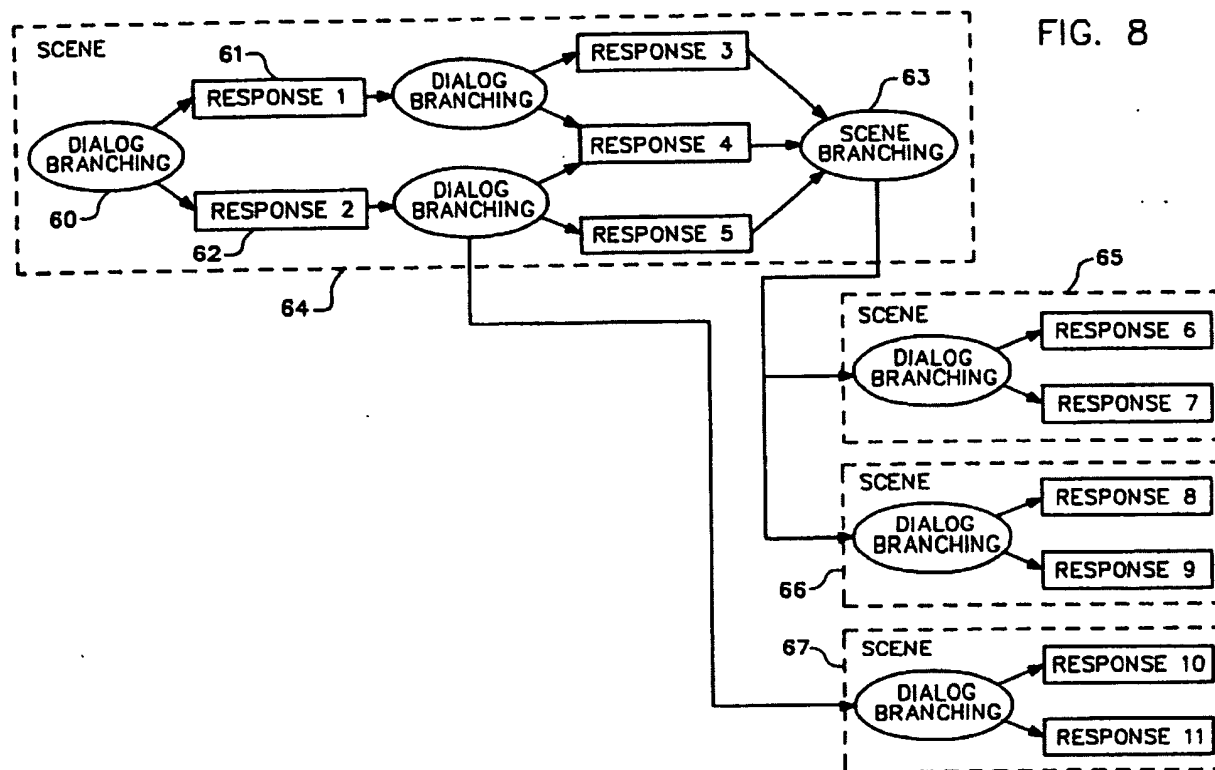 FIG. 8
SCENE
61
RESPONSE 1
DIALOG
BRANCHING
RESPONSE 3
63
DIALOG
BRANCHING
RESPONSE 4
SCENE
BRANCHING
60
RESPONSE 2
62
DIALOG
BRANCHING
RESPONSE 5
64
65
SCENE
DIALOG
BRANCHING
RESPONSE 6
RESPONSE 7
SCENE
DIALOG
BRANCHING
RESPONSE 8
RESPONSE 9
66
67
SCENE
DIALOG
BRANCHING
RESPONSE 10
RESPONSE 11